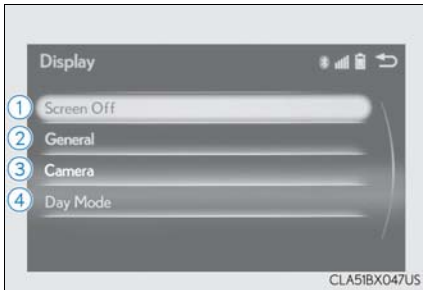 Display
1 Screen Off
2 General
3 Camera
4 Day Mode
CLA51BX047US